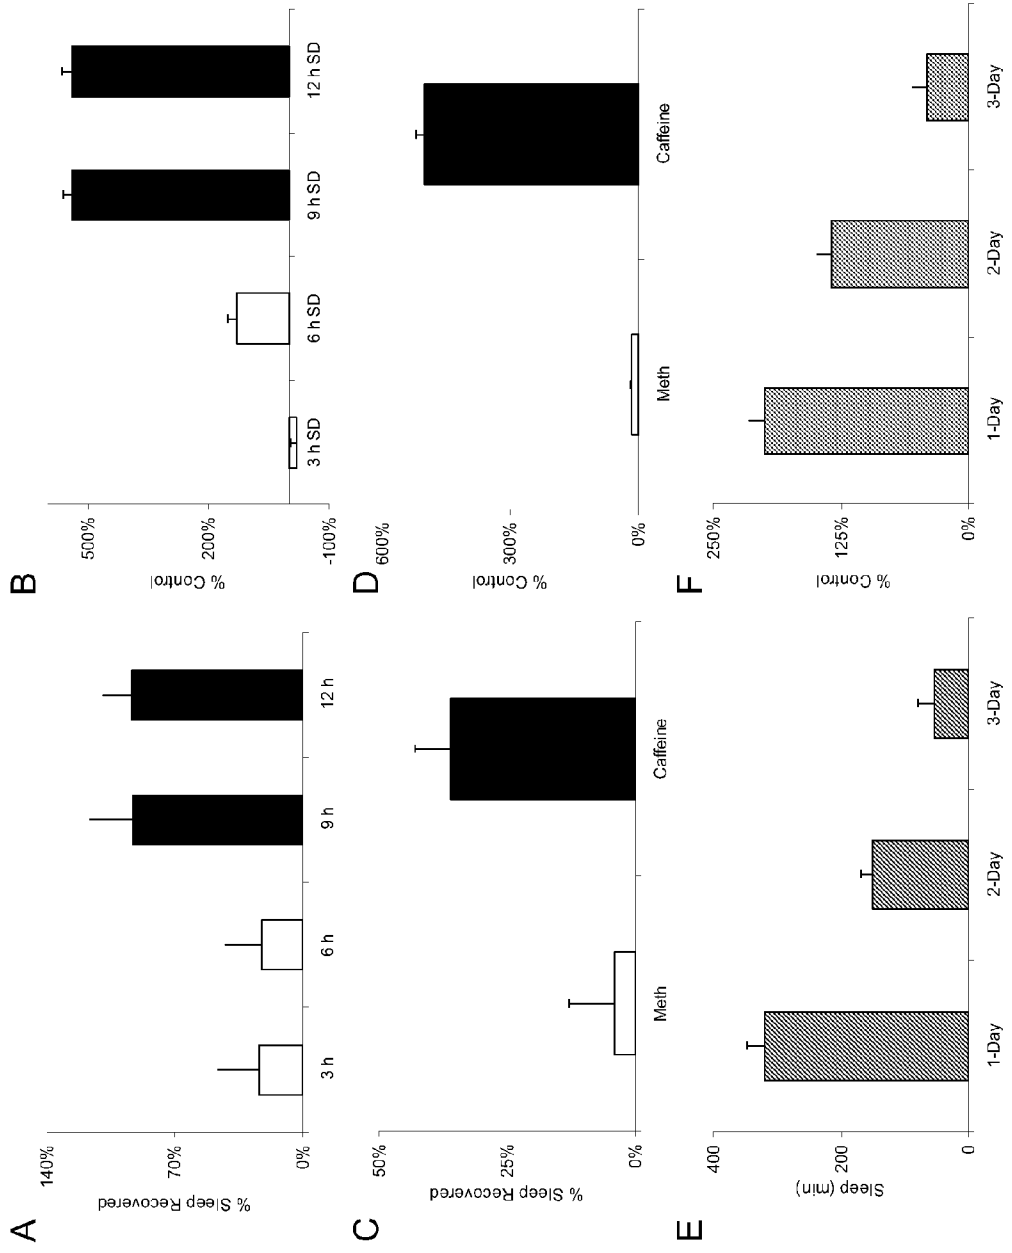 A
% Sleep Recovered
140%
70%
0%
3 h
6 h
9 h
12 h
B
% Control
500%
200%
-100%
3 h SD
6 h SD
9 h SD
12 h SD
C
% Sleep Recovered
50%
25%
0%
Meth
Caffeine
D
% Control
600%
300%
0%
Meth
Caffeine
E
Sleep (min)
400
200
0
1-Day
2-Day
3-Day
F
% Control
250%
125%
0%
1-Day
2-Day
3-Day